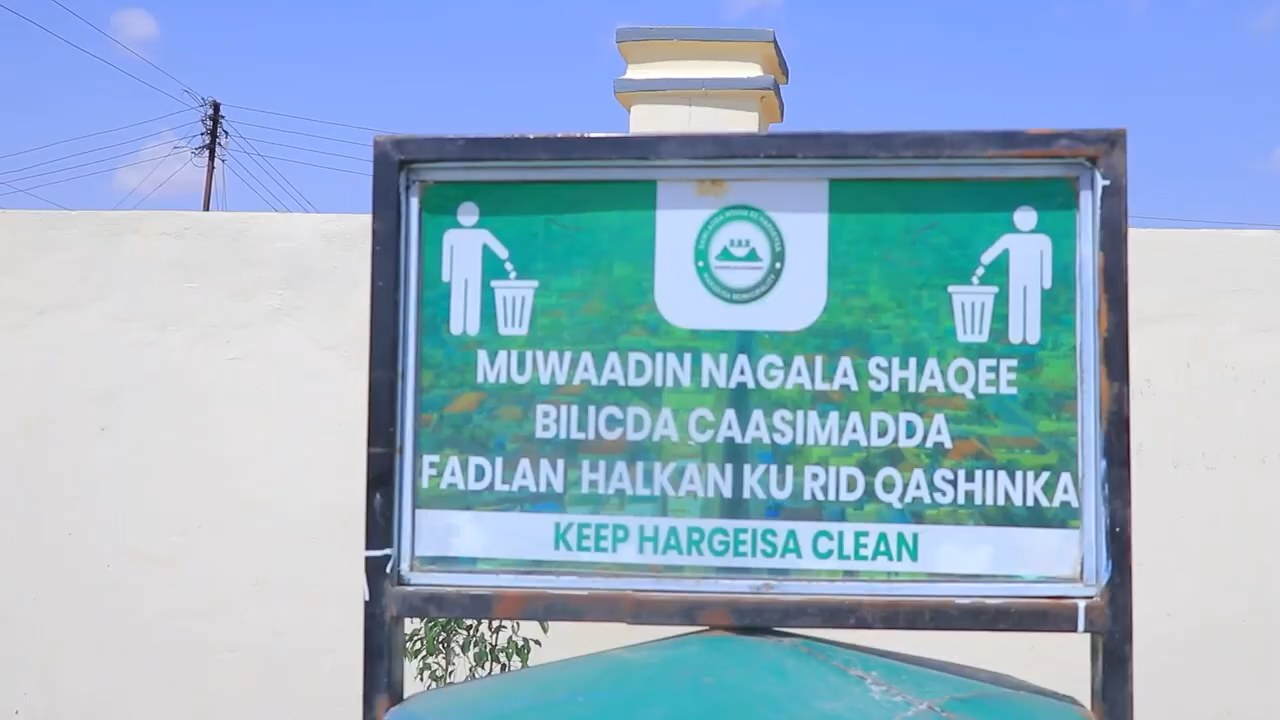 MUWAADIN NAGALA SHAQEE
BILICDA CAASIMADDA
FADLAN HALKAN KU RID QASHINKA
KEEP HARGEISA CLEAN